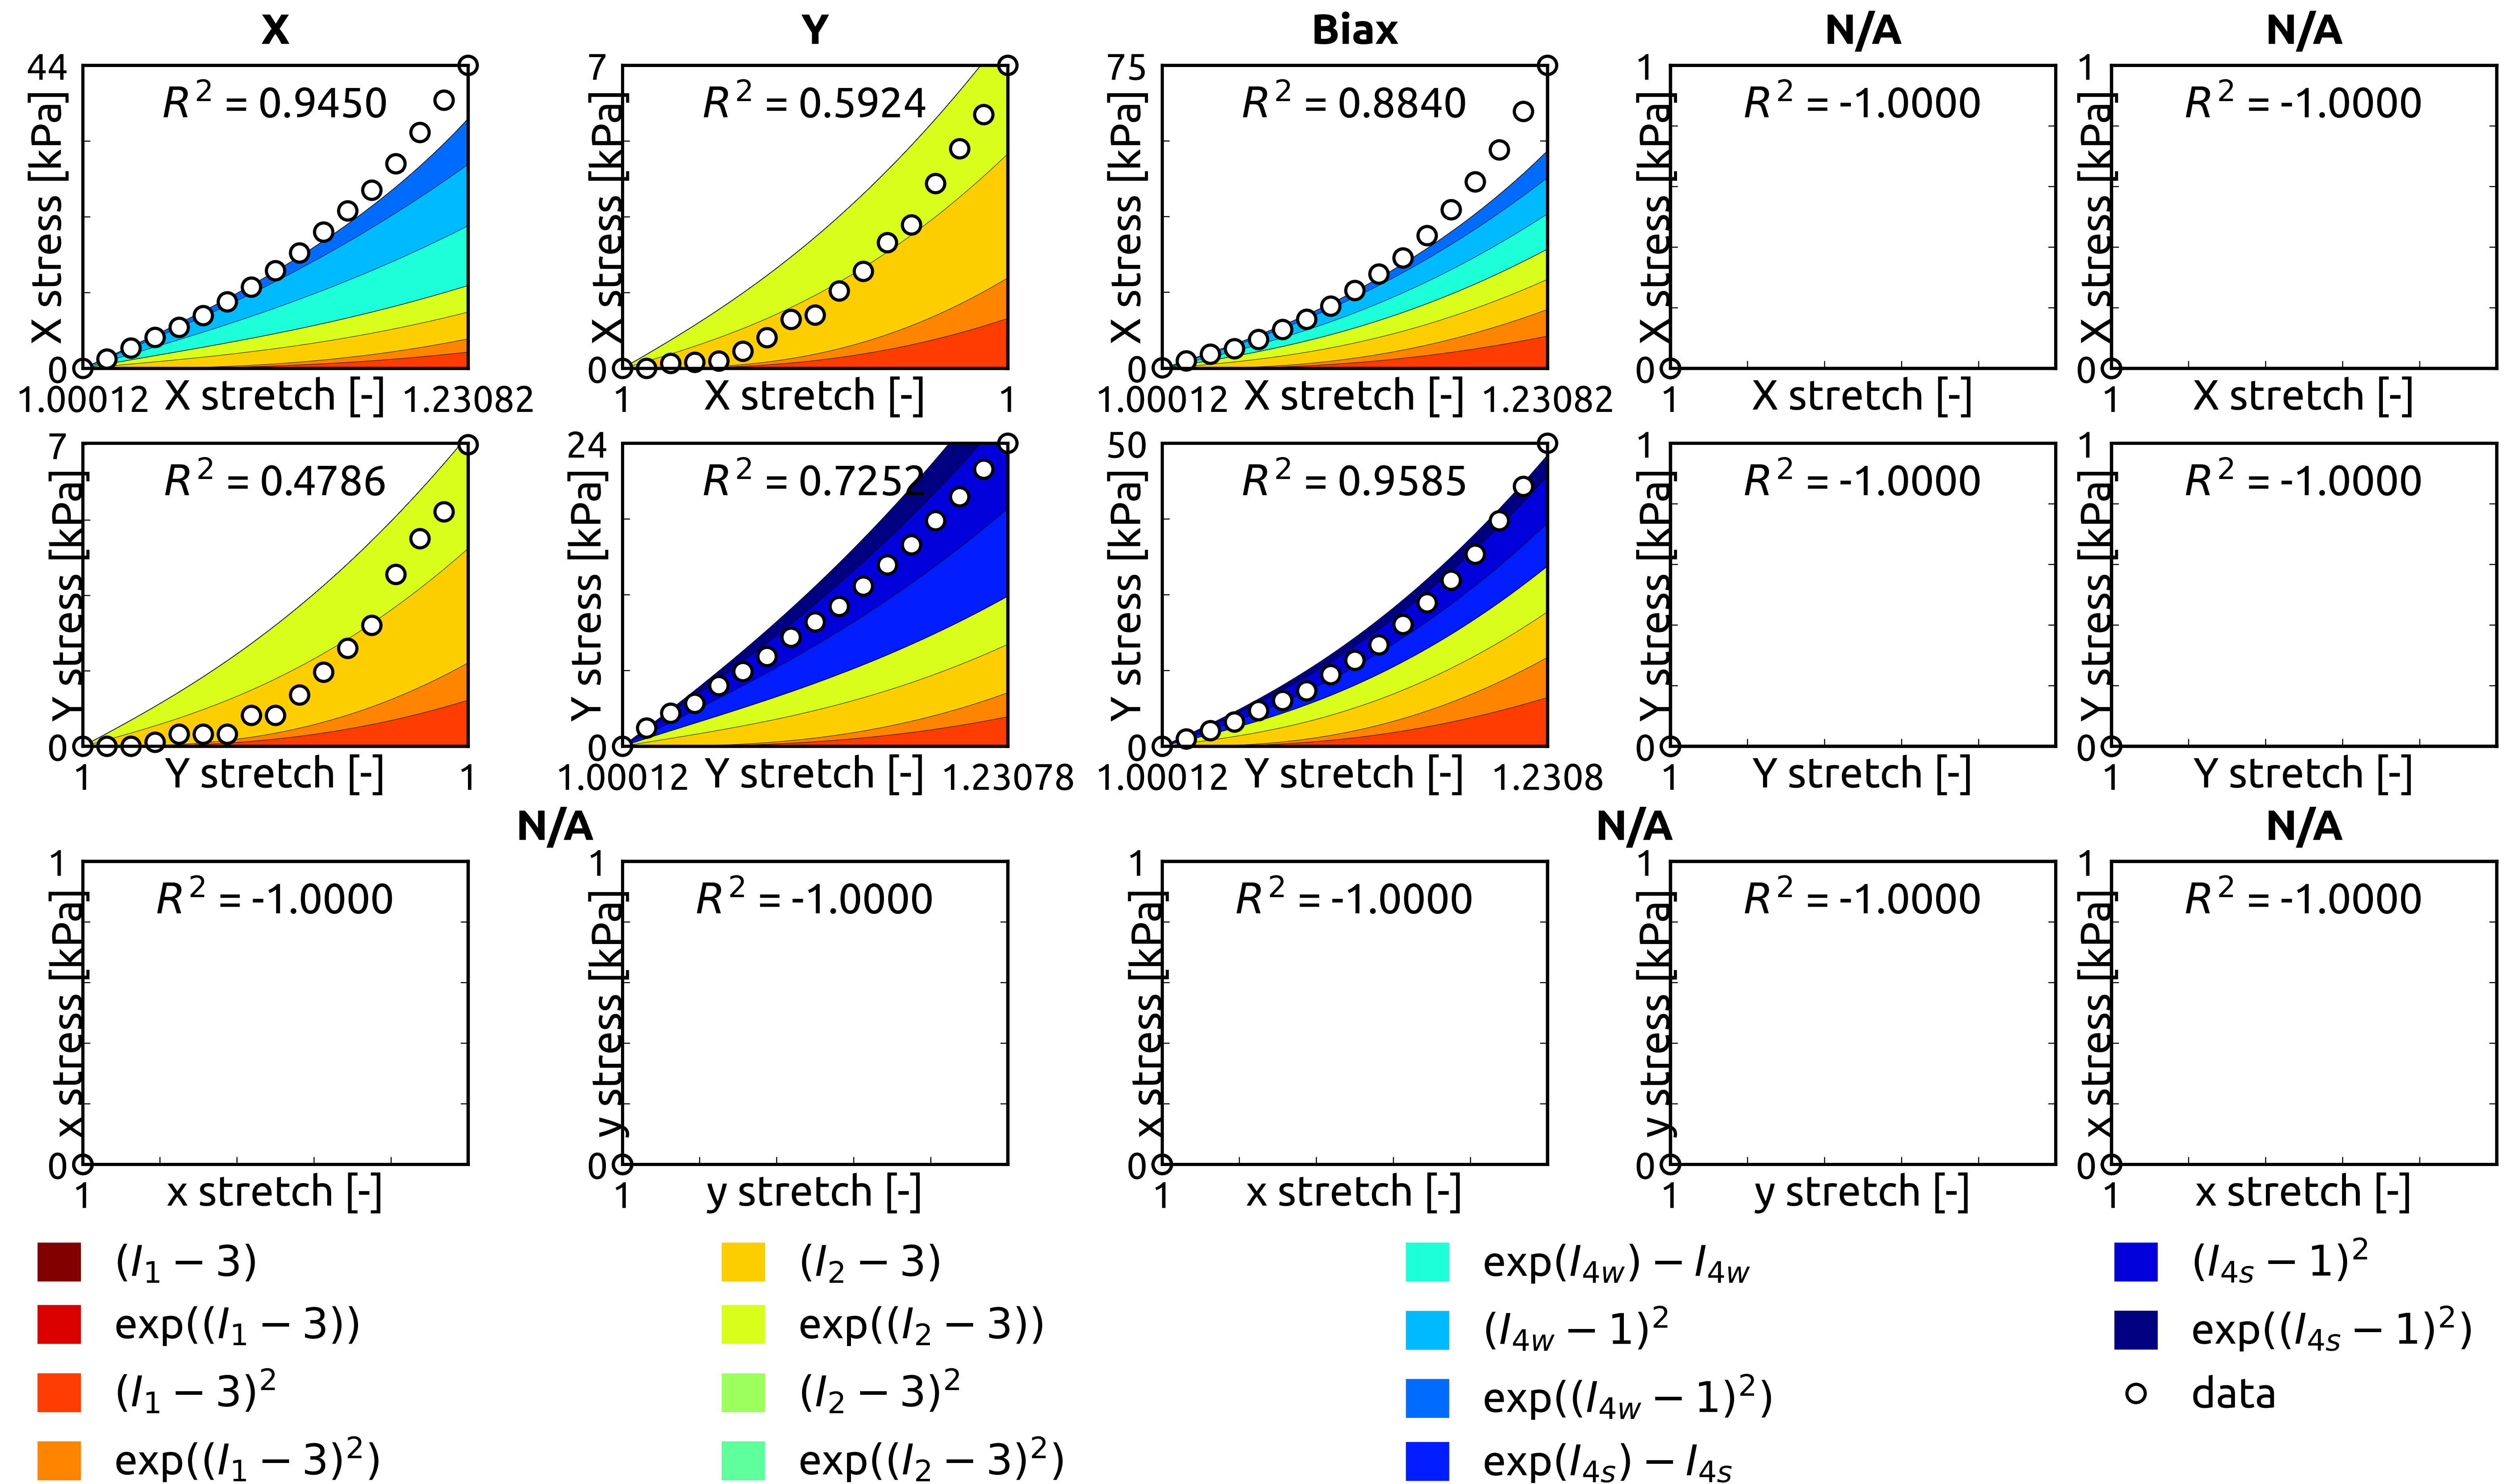 X Y Biax N/A N/A
44 7 75 1 1
R² = 0.9450 R² = 0.5924 R² = 0.8840 R² = -1.0000 R² = -1.0000
X stress [kPa] X stress [kPa] X stress [kPa] X stress [kPa] X stress [kPa]
0 0 0 0 0
1.00012 X stretch [-] 1.23082 1 X stretch [-] 1 1.00012 X stretch [-] 1.23082 1 X stretch [-] 1 X stretch [-]
7 24 50 1 1
R² = 0.4786 R² = 0.7252 R² = 0.9585 R² = -1.0000 R² = -1.0000
Y stress [kPa] Y stress [kPa] Y stress [kPa] Y stress [kPa] Y stress [kPa]
0 0 0 0 0
1 Y stretch [-] 1 1.00012 Y stretch [-] 1.23078 1.00012 Y stretch [-] 1.2308 1 Y stretch [-] 1 Y stretch [-]
N/A N/A N/A
1 1 1 1 1
R² = -1.0000 R² = -1.0000 R² = -1.0000 R² = -1.0000 R² = -1.0000
x stress [kPa] y stress [kPa] x stress [kPa] y stress [kPa] x stress [kPa]
0 0 0 0 0
1 x stretch [-] 1 y stretch [-] 1 x stretch [-] 1 y stretch [-] 1 x stretch [-]
(I₁ − 3) (I₂ − 3) exp(I₄w) − I₄w (I₄s − 1)²
exp((I₁ − 3)) exp((I₂ − 3)) (I₄w − 1)² exp((I₄s − 1)²)
(I₁ − 3)² (I₂ − 3)² exp((I₄w − 1)²) data
exp((I₁ − 3)²) exp((I₂ − 3)²) exp(I₄s) − I₄s